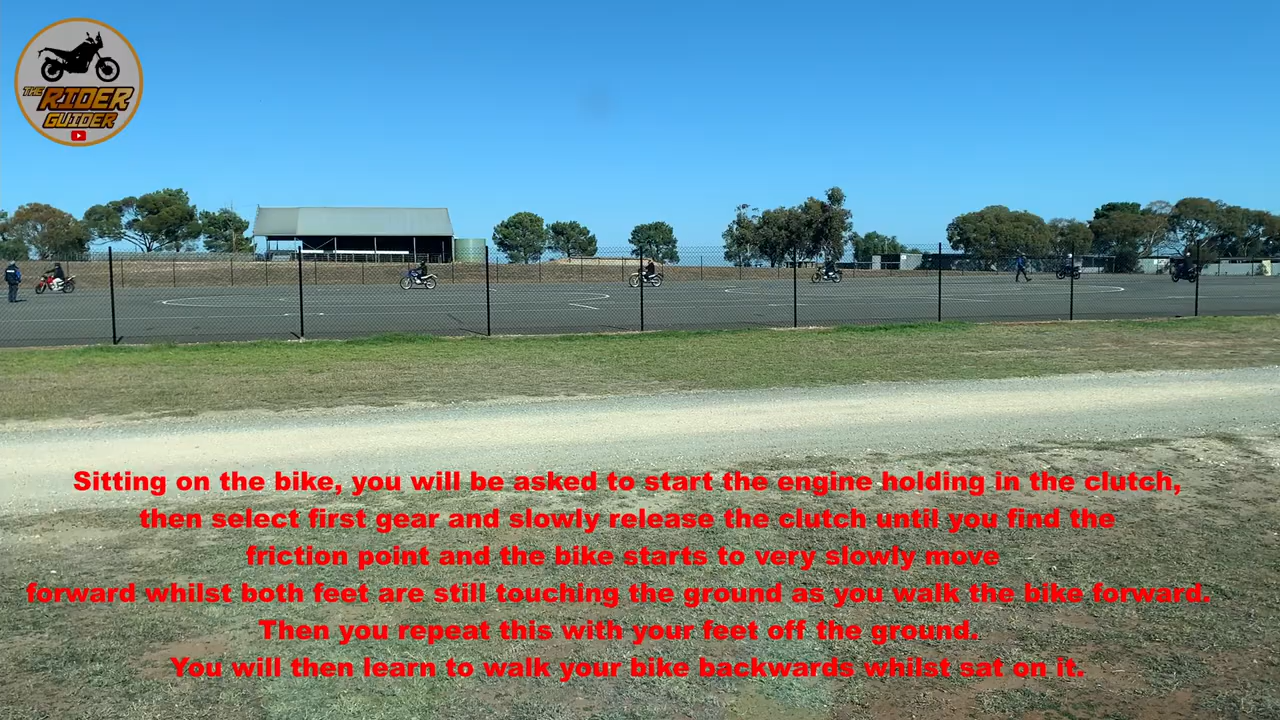 THE
RIDER
GUIDER
Sitting on the bike, you will be asked to start the engine holding in the clutch,
then select first gear and slowly release the clutch until you find the
friction point and the bike starts to very slowly move
forward whilst both feet are still touching the ground as you walk the bike forward.
Then you repeat this with your feet off the ground.
You will then learn to walk your bike backwards whilst sat on it.